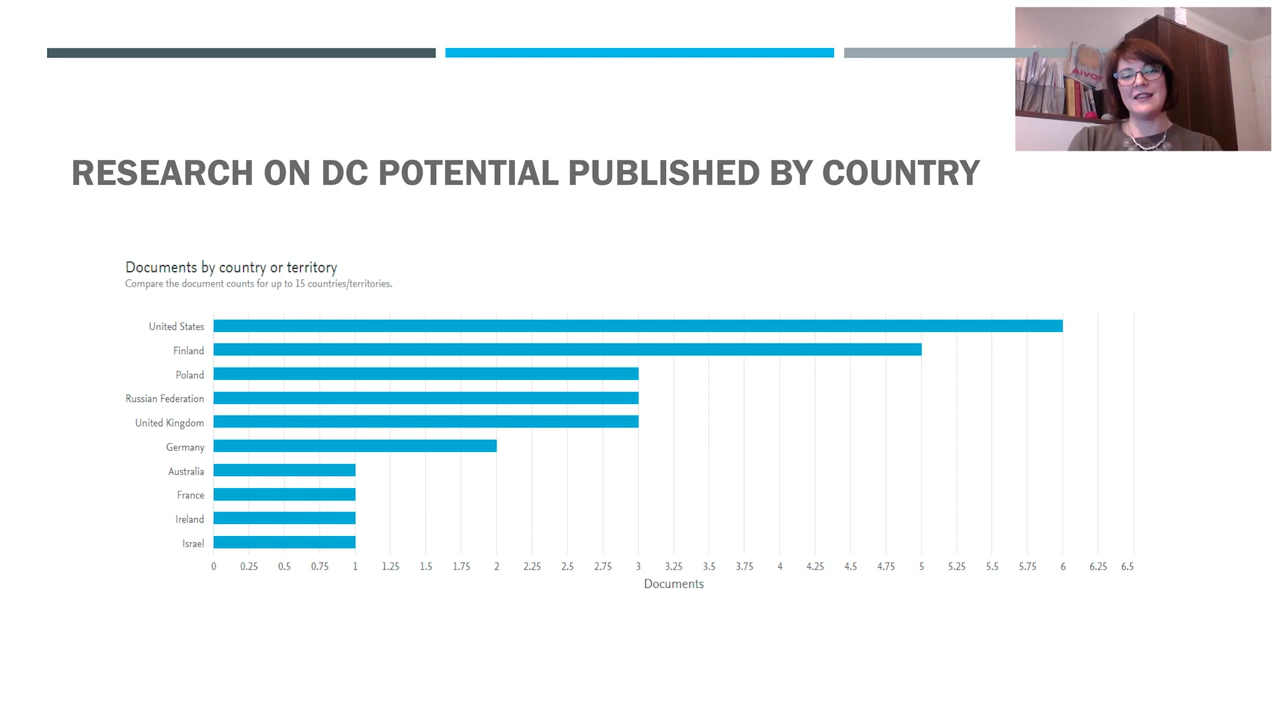 AIVOT
RESEARCH ON DC POTENTIAL PUBLISHED BY COUNTRY
Documents by country or territory
Compare the document counts for up to 15 countries/territories.
United States
Finland
Poland
Russian Federation
United Kingdom
Germany
Australia
France
Ireland
Israel
0 0.25 0.5 0.75 1 1.25 1.5 1.75 2 2.25 2.5 2.75 3 3.25 3.5 3.75 4 4.25 4.5 4.75 5 5.25 5.5 5.75 6 6.25 6.5
Documents